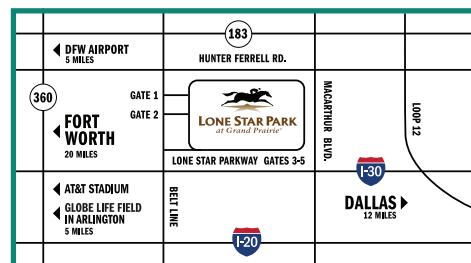 183
DFW AIRPORT
5 MILES
HUNTER FERRELL RD.
360
GATE 1
GATE 2
LONE STAR PARK
at Grand Prairie®
MACARTHUR BLVD.
LOOP 12
FORT
WORTH
20 MILES
LONE STAR PARKWAY GATES 3-5
I-30
AT&T STADIUM
GLOBE LIFE FIELD
IN ARLINGTON
5 MILES
BELT LINE
DALLAS
12 MILES
I-20